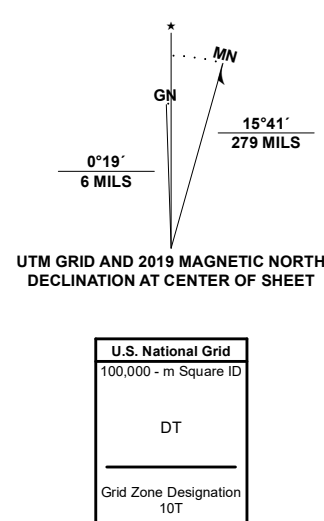 ★
MN
GN
15°41´
279 MILS
0°19´
6 MILS
UTM GRID AND 2019 MAGNETIC NORTH
DECLINATION AT CENTER OF SHEET
U.S. National Grid
100,000 - m Square ID
DT
Grid Zone Designation
10T